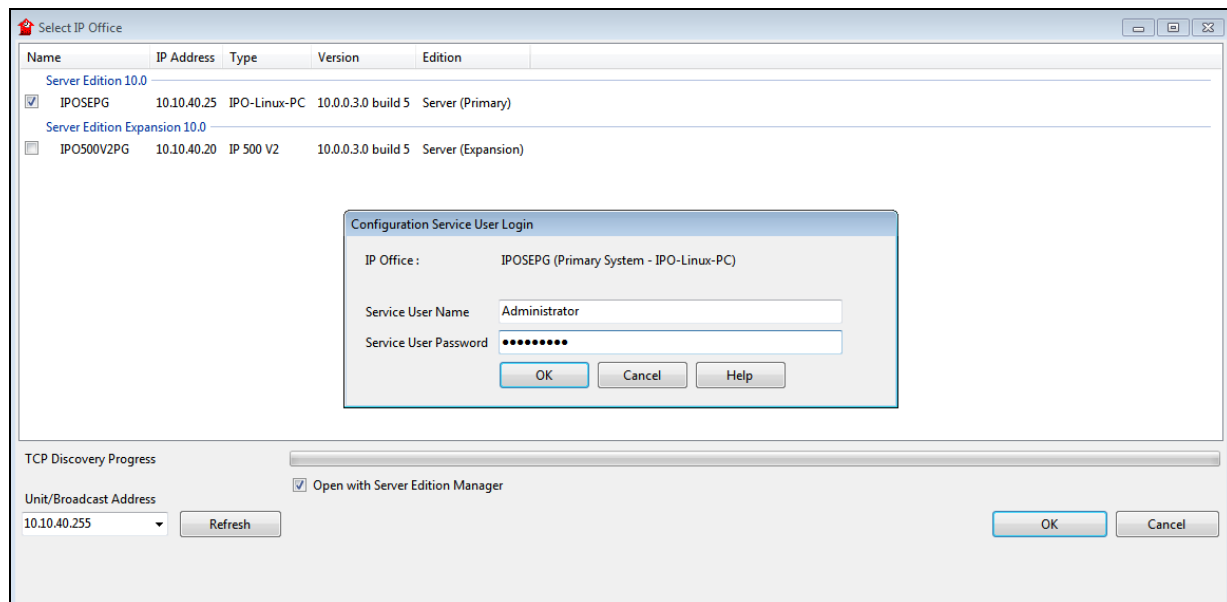 Select IP Office
Name IP Address Type Version Edition
Server Edition 10.0
IPOSEPG 10.10.40.25 IPO-Linux-PC 10.0.0.3.0 build 5 Server (Primary)
Server Edition Expansion 10.0
IPO500V2PG 10.10.40.20 IP 500 V2 10.0.0.3.0 build 5 Server (Expansion)
Configuration Service User Login
IP Office : IPOSEPG (Primary System - IPO-Linux-PC)
Service User Name Administrator
Service User Password •••••••••
OK Cancel Help
TCP Discovery Progress
Open with Server Edition Manager
Unit/Broadcast Address
10.10.40.255 Refresh OK Cancel